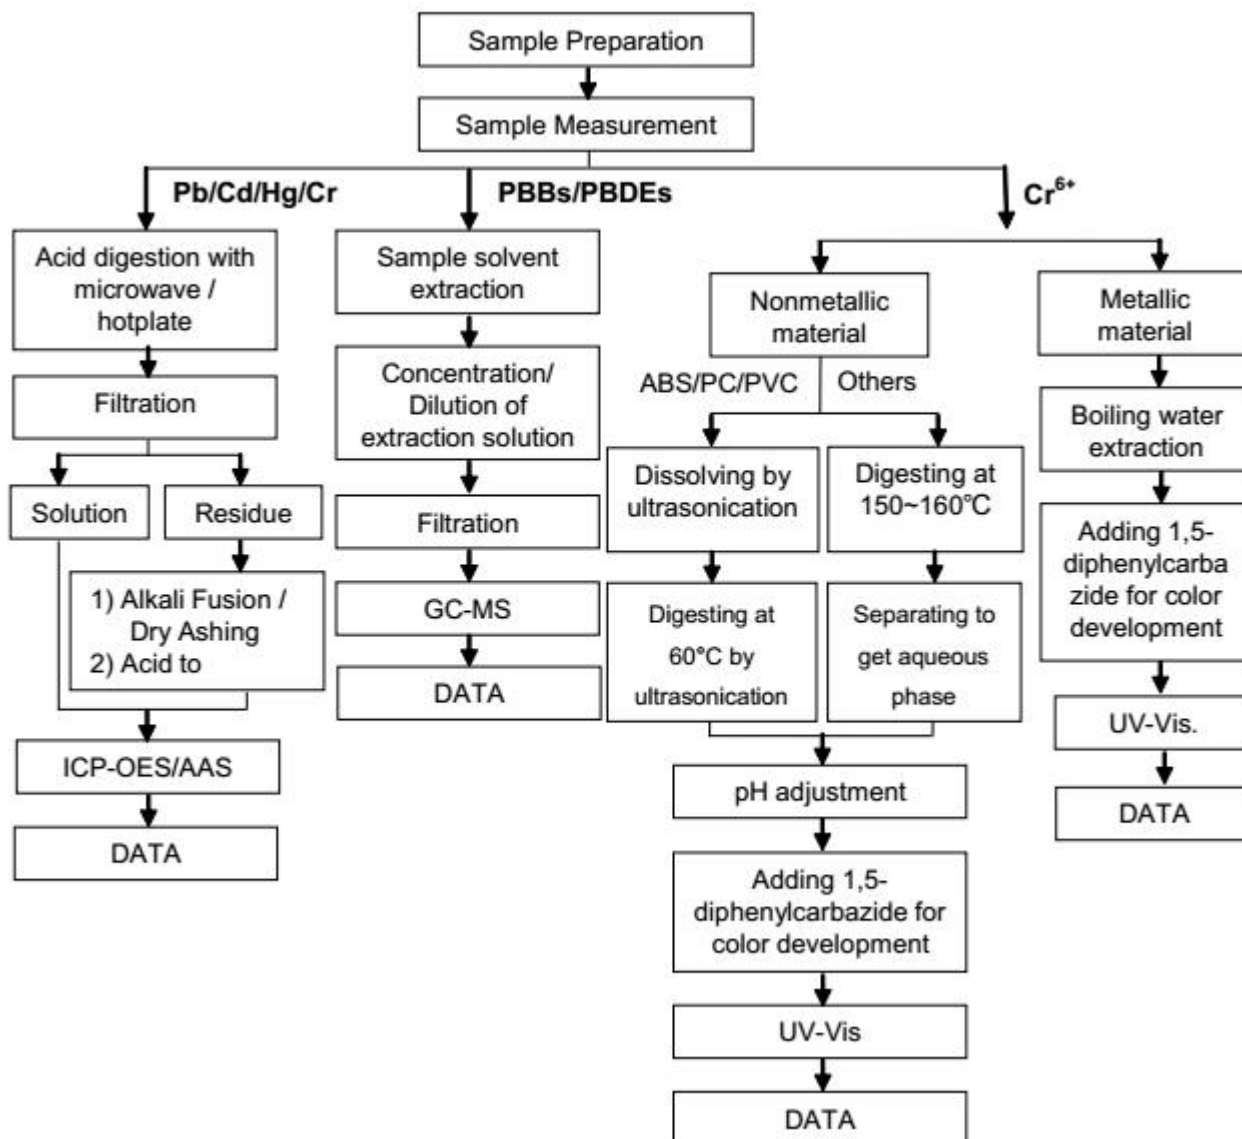 Sample Preparation
Sample Measurement
Pb/Cd/Hg/Cr
PBBs/PBDEs
Cr⁶⁺
Acid digestion with
microwave /
hotplate
Filtration
Solution
Residue
1) Alkali Fusion /
Dry Ashing
2) Acid to
ICP-OES/AAS
DATA
Sample solvent
extraction
Concentration/
Dilution of
extraction solution
Filtration
GC-MS
DATA
Nonmetallic
material
ABS/PC/PVC
Others
Dissolving by
ultrasonication
Digesting at
60°C by
ultrasonication
Digesting at
150~160°C
Separating to
get aqueous
phase
pH adjustment
Adding 1,5-
diphenylcarbazide for
color development
UV-Vis
DATA
Metallic
material
Boiling water
extraction
Adding 1,5-
diphenylcarba
zide for color
development
UV-Vis.
DATA